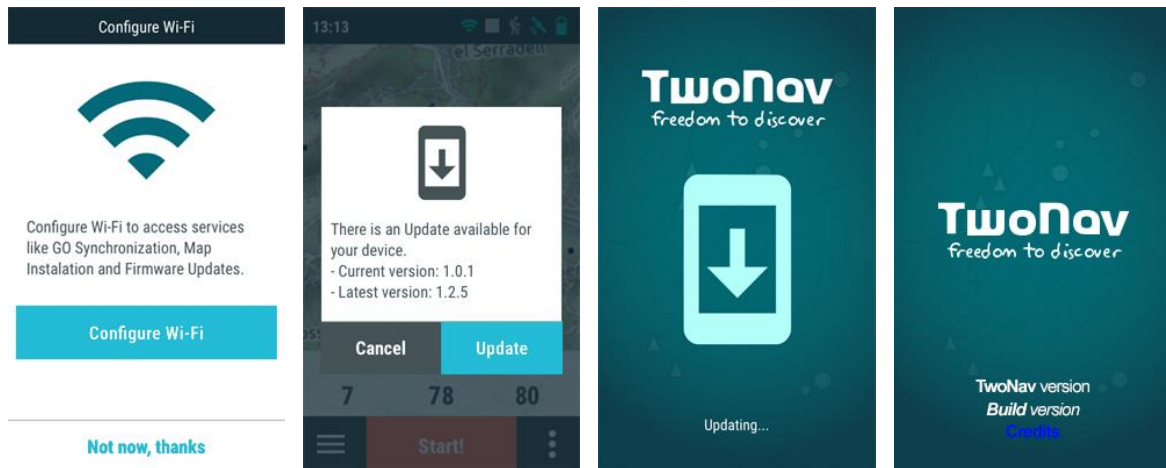 Configure Wi-Fi
Configure Wi-Fi to access services
like GO Synchronization, Map
Instalation and Firmware Updates.
Configure Wi-Fi
Not now, thanks
13:13
el Serradell
There is an Update available for
your device.
- Current version: 1.0.1
- Latest version: 1.2.5
Cancel
Update
7 78 80
Start!
TwoNav
freedom to discover
Updating...
TwoNav
freedom to discover
TwoNav version
Build version
Credits